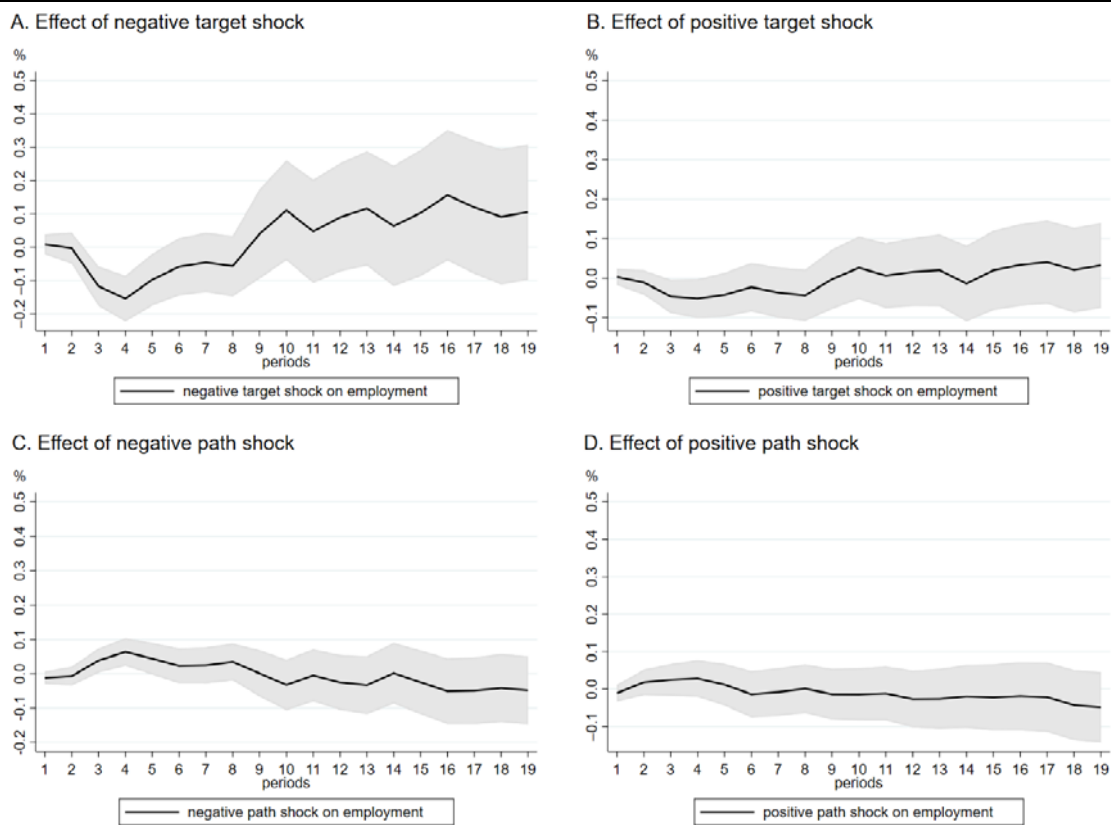 A. Effect of negative target shock
%
0.5
0.4
0.3
0.2
0.1
0.0
−0.1
−0.2
1 2 3 4 5 6 7 8 9 10 11 12 13 14 15 16 17 18 19
periods
negative target shock on employment
B. Effect of positive target shock
%
0.5
0.4
0.3
0.2
0.1
0.0
−0.1
1 2 3 4 5 6 7 8 9 10 11 12 13 14 15 16 17 18 19
periods
positive target shock on employment
C. Effect of negative path shock
%
0.5
0.4
0.3
0.2
0.1
0.0
−0.1
−0.2
1 2 3 4 5 6 7 8 9 10 11 12 13 14 15 16 17 18 19
periods
negative path shock on employment
D. Effect of positive path shock
%
0.5
0.4
0.3
0.2
0.1
0.0
−0.1
1 2 3 4 5 6 7 8 9 10 11 12 13 14 15 16 17 18 19
periods
positive path shock on employment